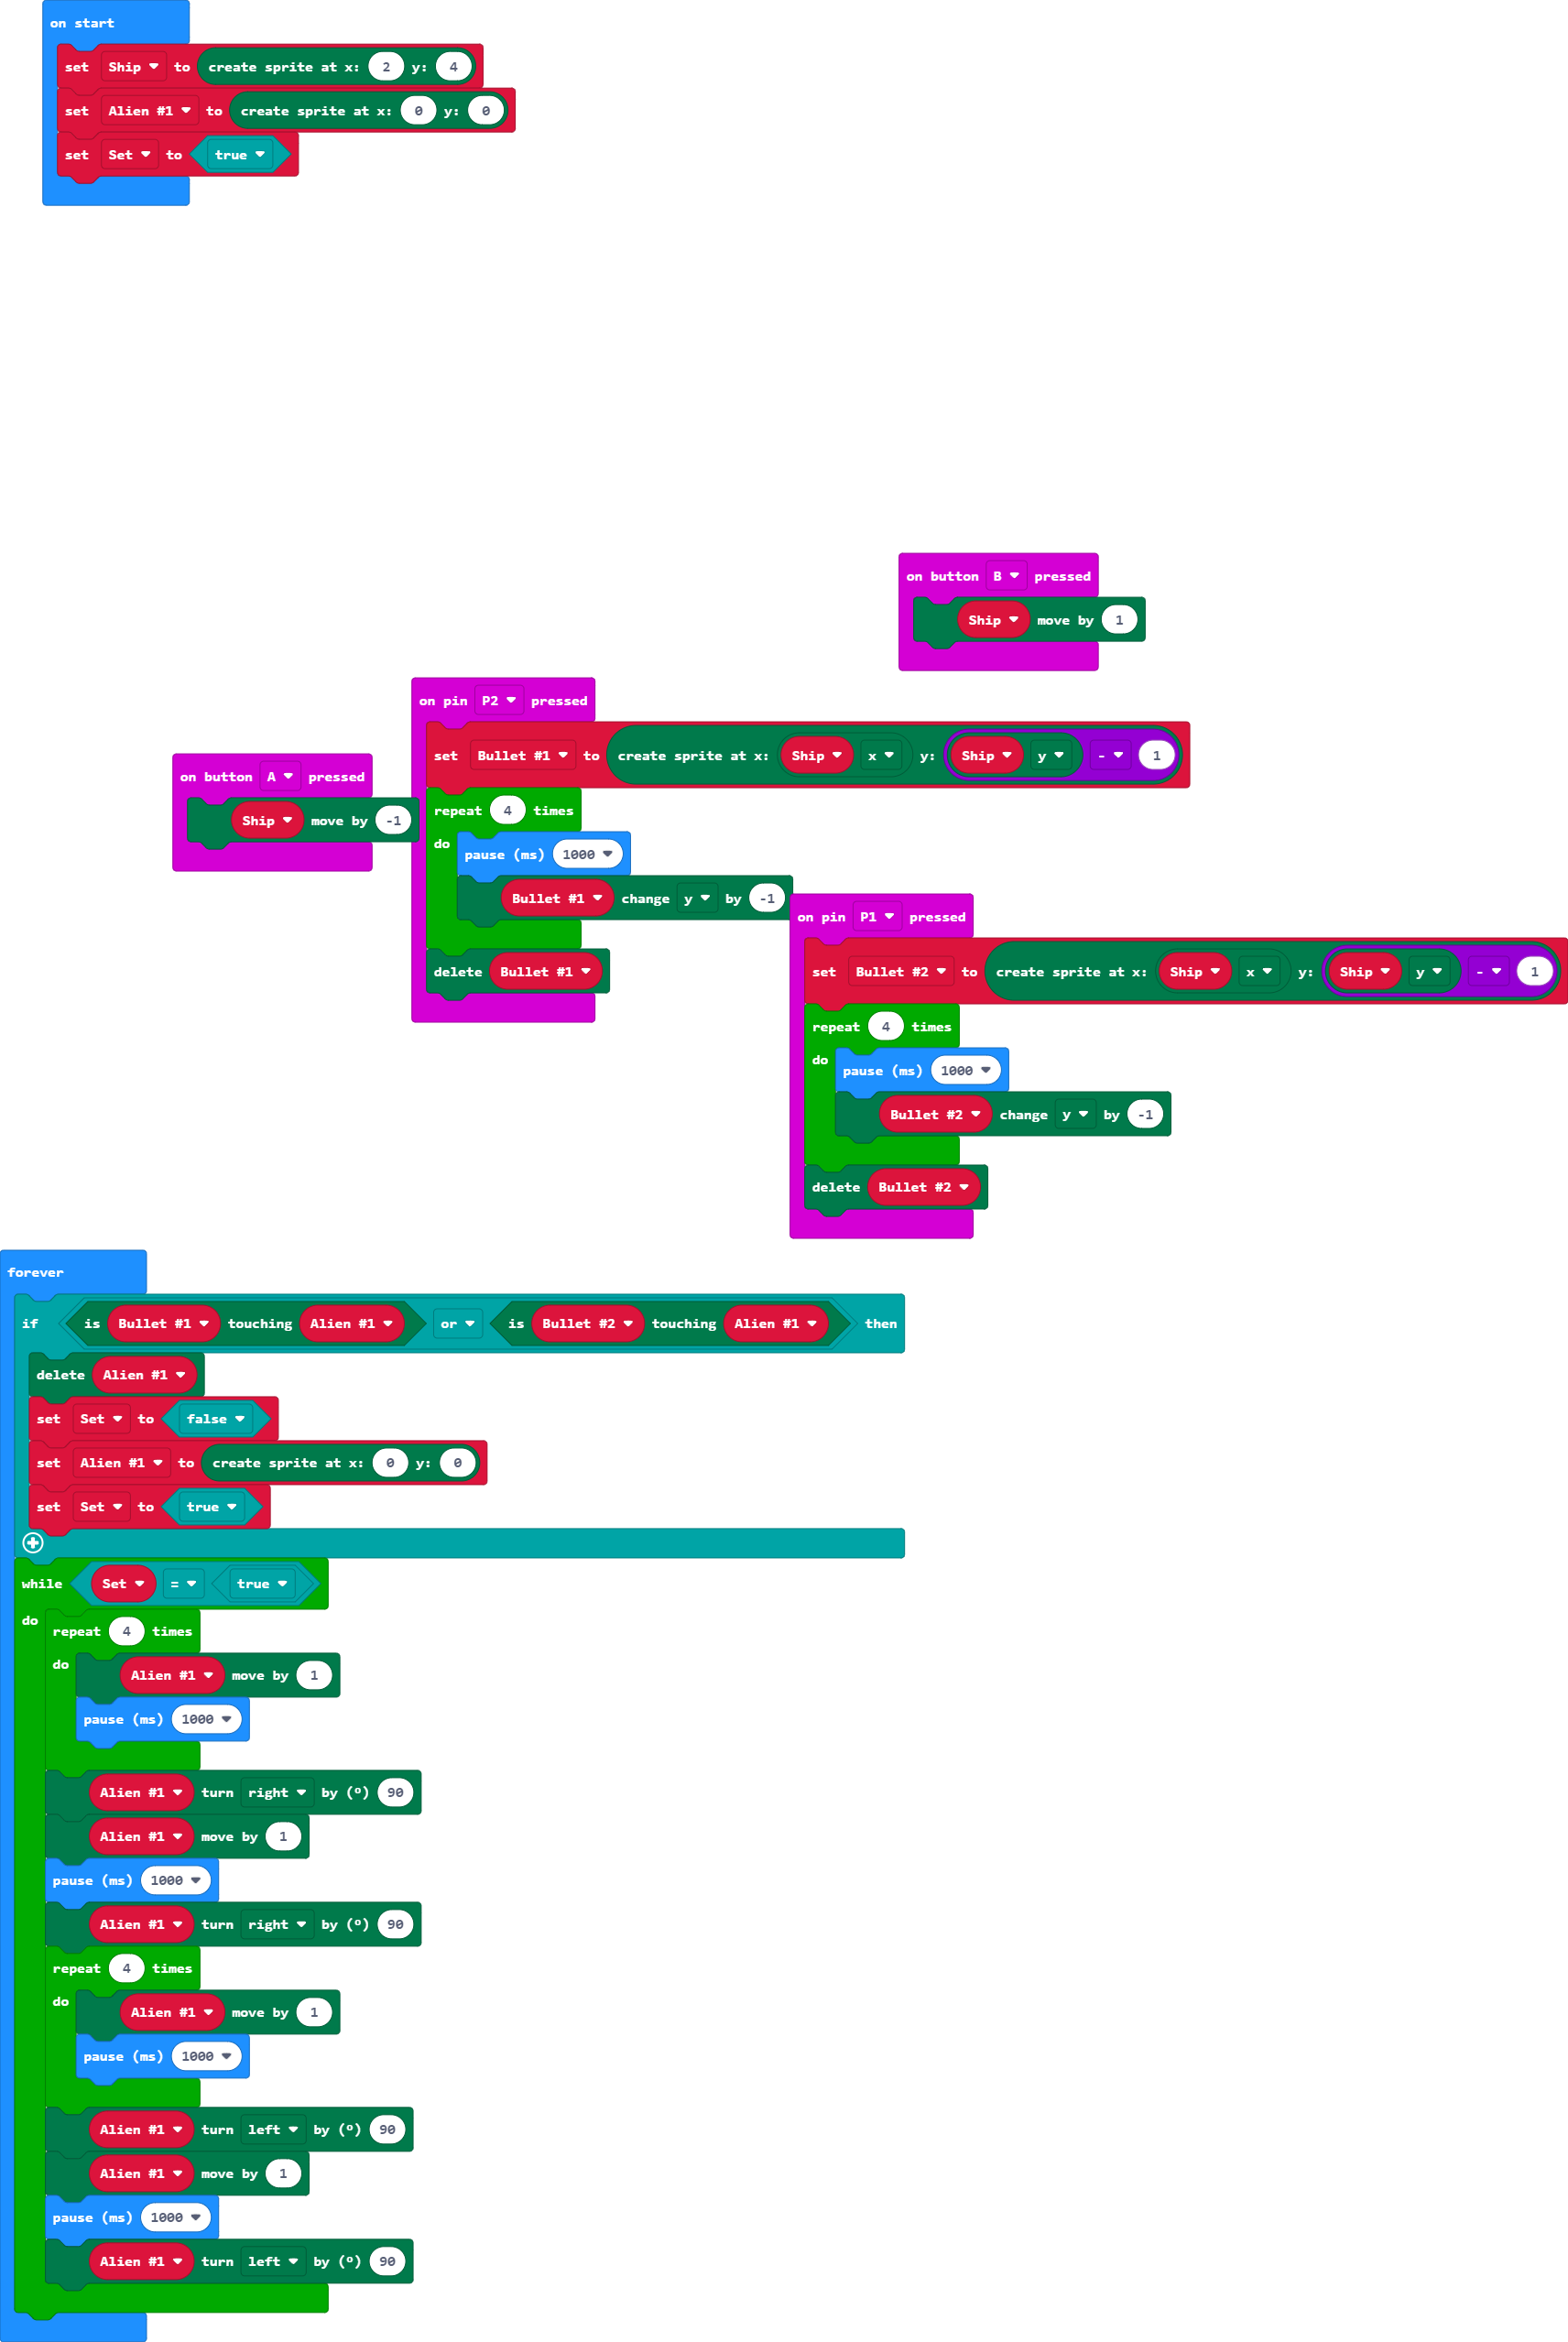 on start
set Ship to create sprite at x: 2 y: 4
set Alien #1 to create sprite at x: 0 y: 0
set Set to true
on button B pressed
Ship move by 1
on pin P2 pressed
set Bullet #1 to create sprite at x: Ship x y: Ship y - 1
repeat 4 times
do
pause (ms) 1000
Bullet #1 change y by -1
delete Bullet #1
on button A pressed
Ship move by -1
on pin P1 pressed
set Bullet #2 to create sprite at x: Ship x y: Ship y - 1
repeat 4 times
do
pause (ms) 1000
Bullet #2 change y by -1
delete Bullet #2
forever
if is Bullet #1 touching Alien #1 or is Bullet #2 touching Alien #1 then
delete Alien #1
set Set to false
set Alien #1 to create sprite at x: 0 y: 0
set Set to true
while Set = true
do
repeat 4 times
do
Alien #1 move by 1
pause (ms) 1000
Alien #1 turn right by (º) 90
Alien #1 move by 1
pause (ms) 1000
Alien #1 turn right by (º) 90
repeat 4 times
do
Alien #1 move by 1
pause (ms) 1000
Alien #1 turn left by (º) 90
Alien #1 move by 1
pause (ms) 1000
Alien #1 turn left by (º) 90